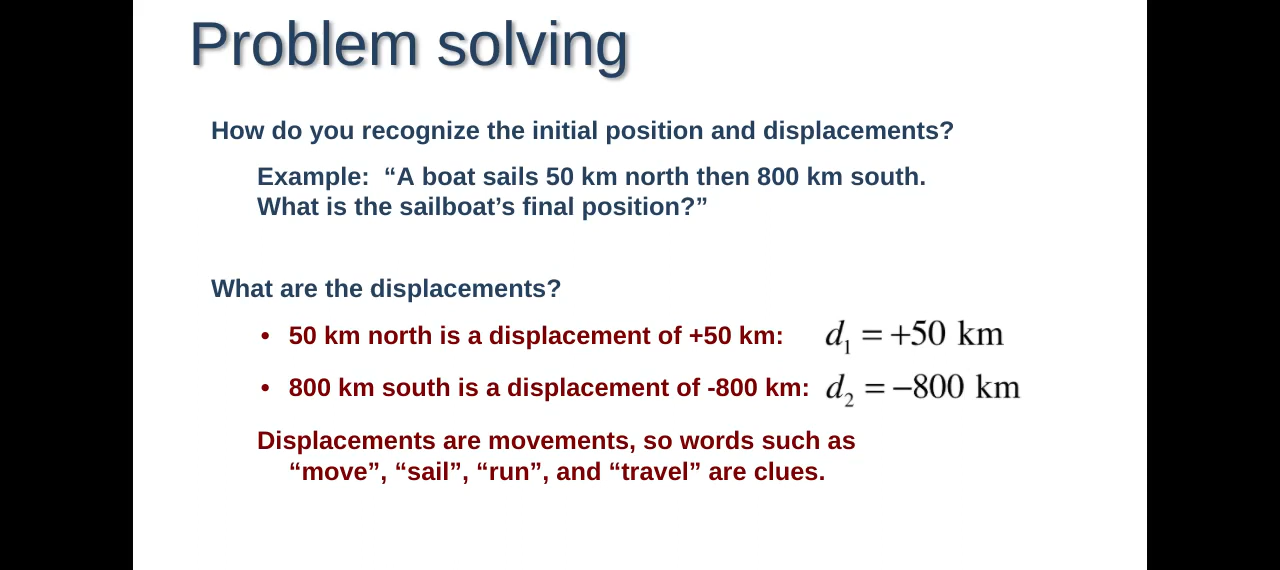 Problem solving
How do you recognize the initial position and displacements?
Example:  “A boat sails 50 km north then 800 km south.
What is the sailboat’s final position?”
What are the displacements?
• 50 km north is a displacement of +50 km: d₁ = +50 km
• 800 km south is a displacement of -800 km: d₂ = −800 km
Displacements are movements, so words such as
“move”, “sail”, “run”, and “travel” are clues.